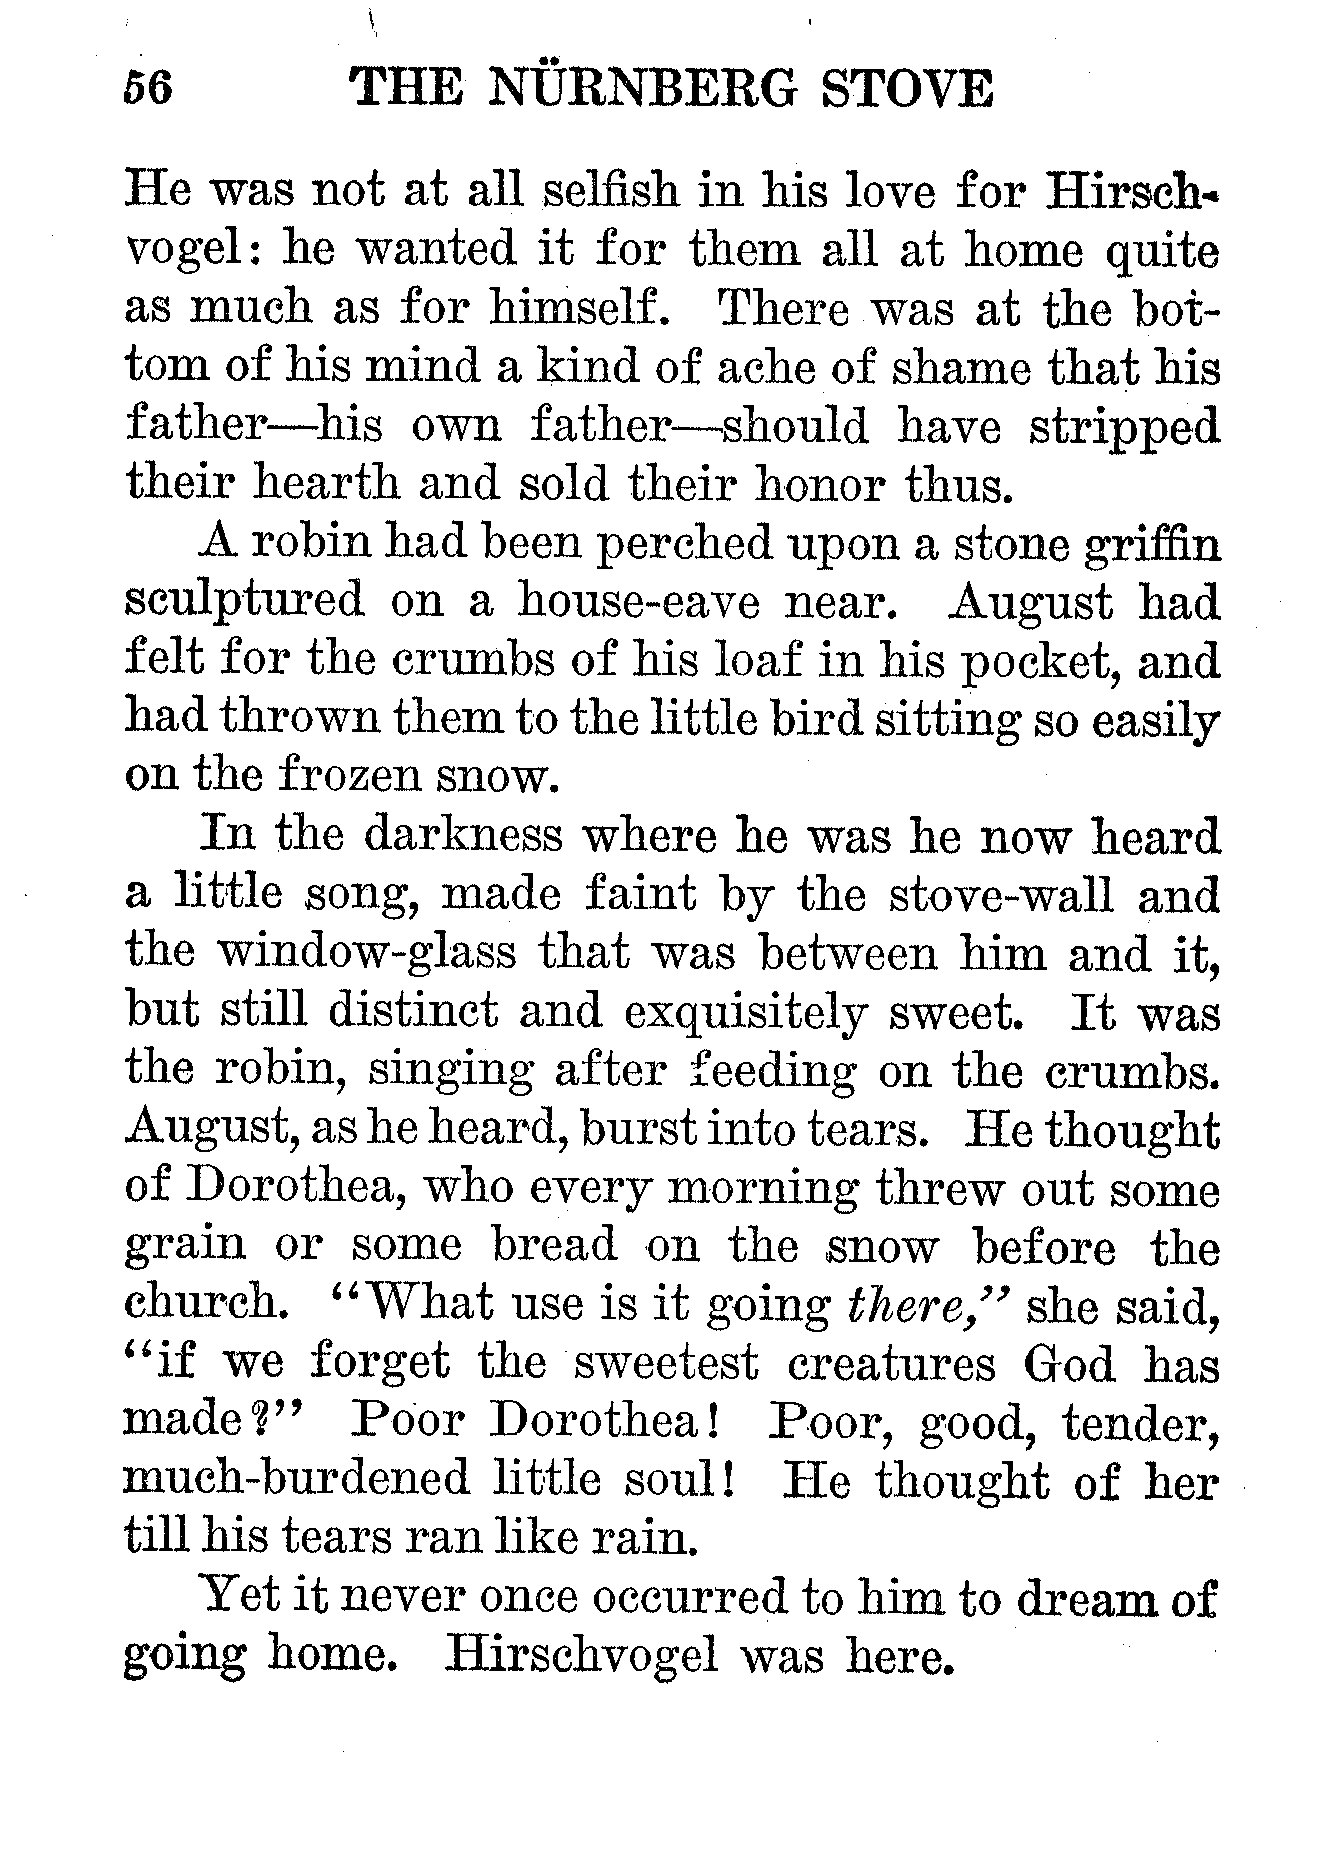 56 THE NÜRNBERG STOVE
He was not at all selfish in his love for Hirsch-
vogel: he wanted it for them all at home quite
as much as for himself. There was at the bot-
tom of his mind a kind of ache of shame that his
father—his own father—should have stripped
their hearth and sold their honor thus.
A robin had been perched upon a stone griffin
sculptured on a house-eave near. August had
felt for the crumbs of his loaf in his pocket, and
had thrown them to the little bird sitting so easily
on the frozen snow.
In the darkness where he was he now heard
a little song, made faint by the stove-wall and
the window-glass that was between him and it,
but still distinct and exquisitely sweet. It was
the robin, singing after feeding on the crumbs.
August, as he heard, burst into tears. He thought
of Dorothea, who every morning threw out some
grain or some bread on the snow before the
church. “What use is it going there,” she said,
“if we forget the sweetest creatures God has
made?” Poor Dorothea! Poor, good, tender,
much-burdened little soul! He thought of her
till his tears ran like rain.
Yet it never once occurred to him to dream of
going home. Hirschvogel was here.